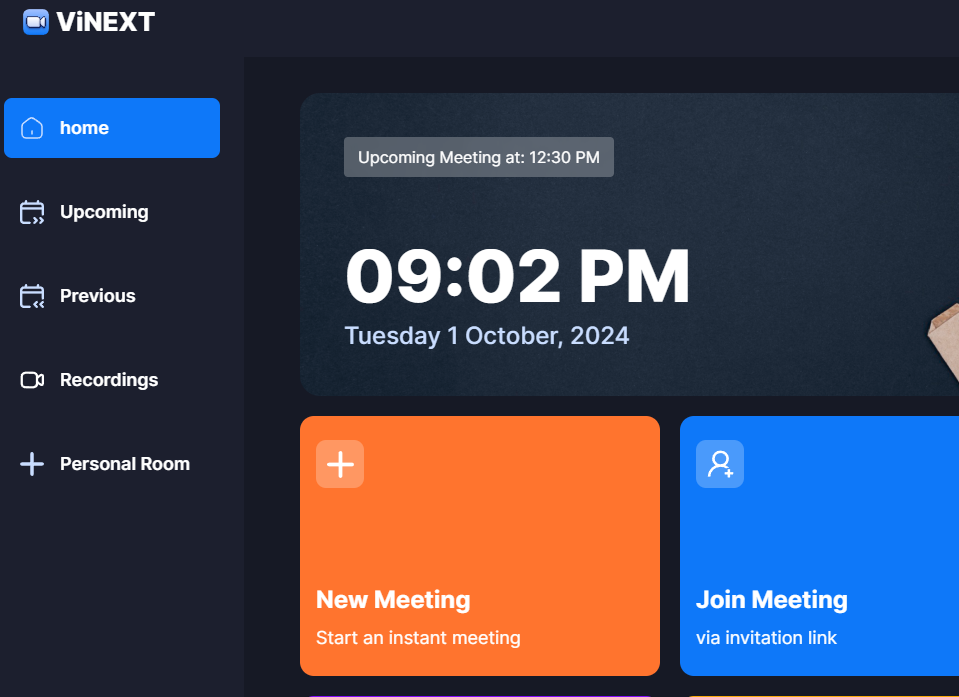 ViNEXT
home
Upcoming
Previous
Recordings
Personal Room
Upcoming Meeting at: 12:30 PM
09:02 PM
Tuesday 1 October, 2024
New Meeting
Start an instant meeting
Join Meeting
via invitation link